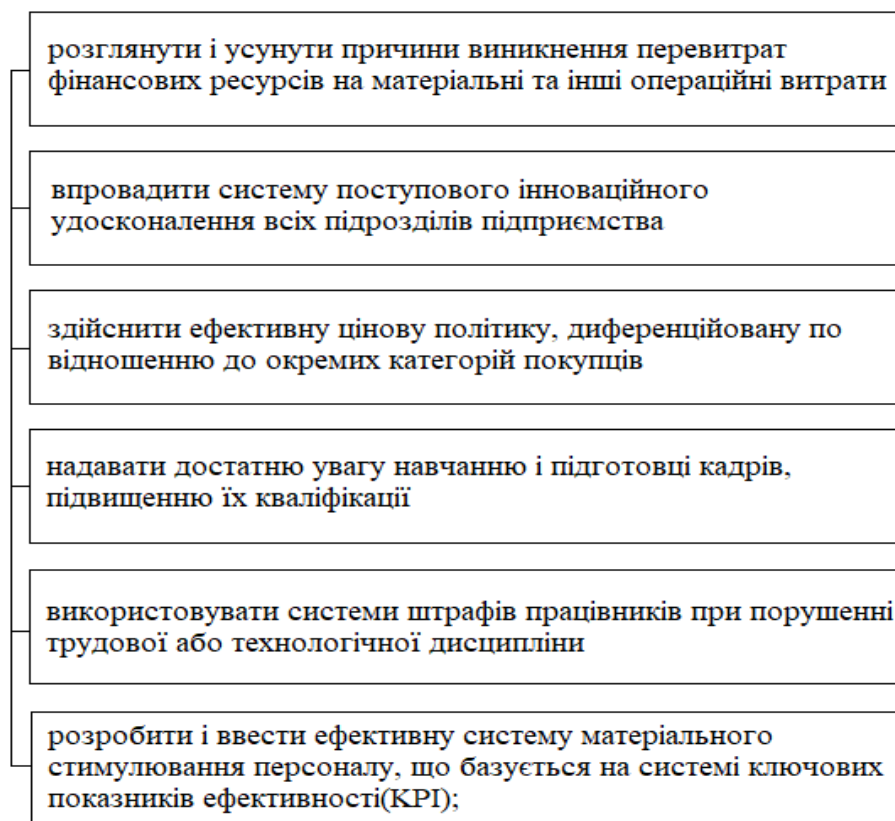 розглянути і усунути причини виникнення перевитрат
фінансових ресурсів на матеріальні та інші операційні витрати
впровадити систему поступового інноваційного
удосконалення всіх підрозділів підприємства
здійснити ефективну цінову політику, диференційовану по
відношенню до окремих категорій покупців
надавати достатню увагу навчанню і підготовці кадрів,
підвищенню їх кваліфікації
використовувати системи штрафів працівників при порушенні
трудової або технологічної дисципліни
розробити і ввести ефективну систему матеріального
стимулювання персоналу, що базується на системі ключових
показників ефективності(KPI);